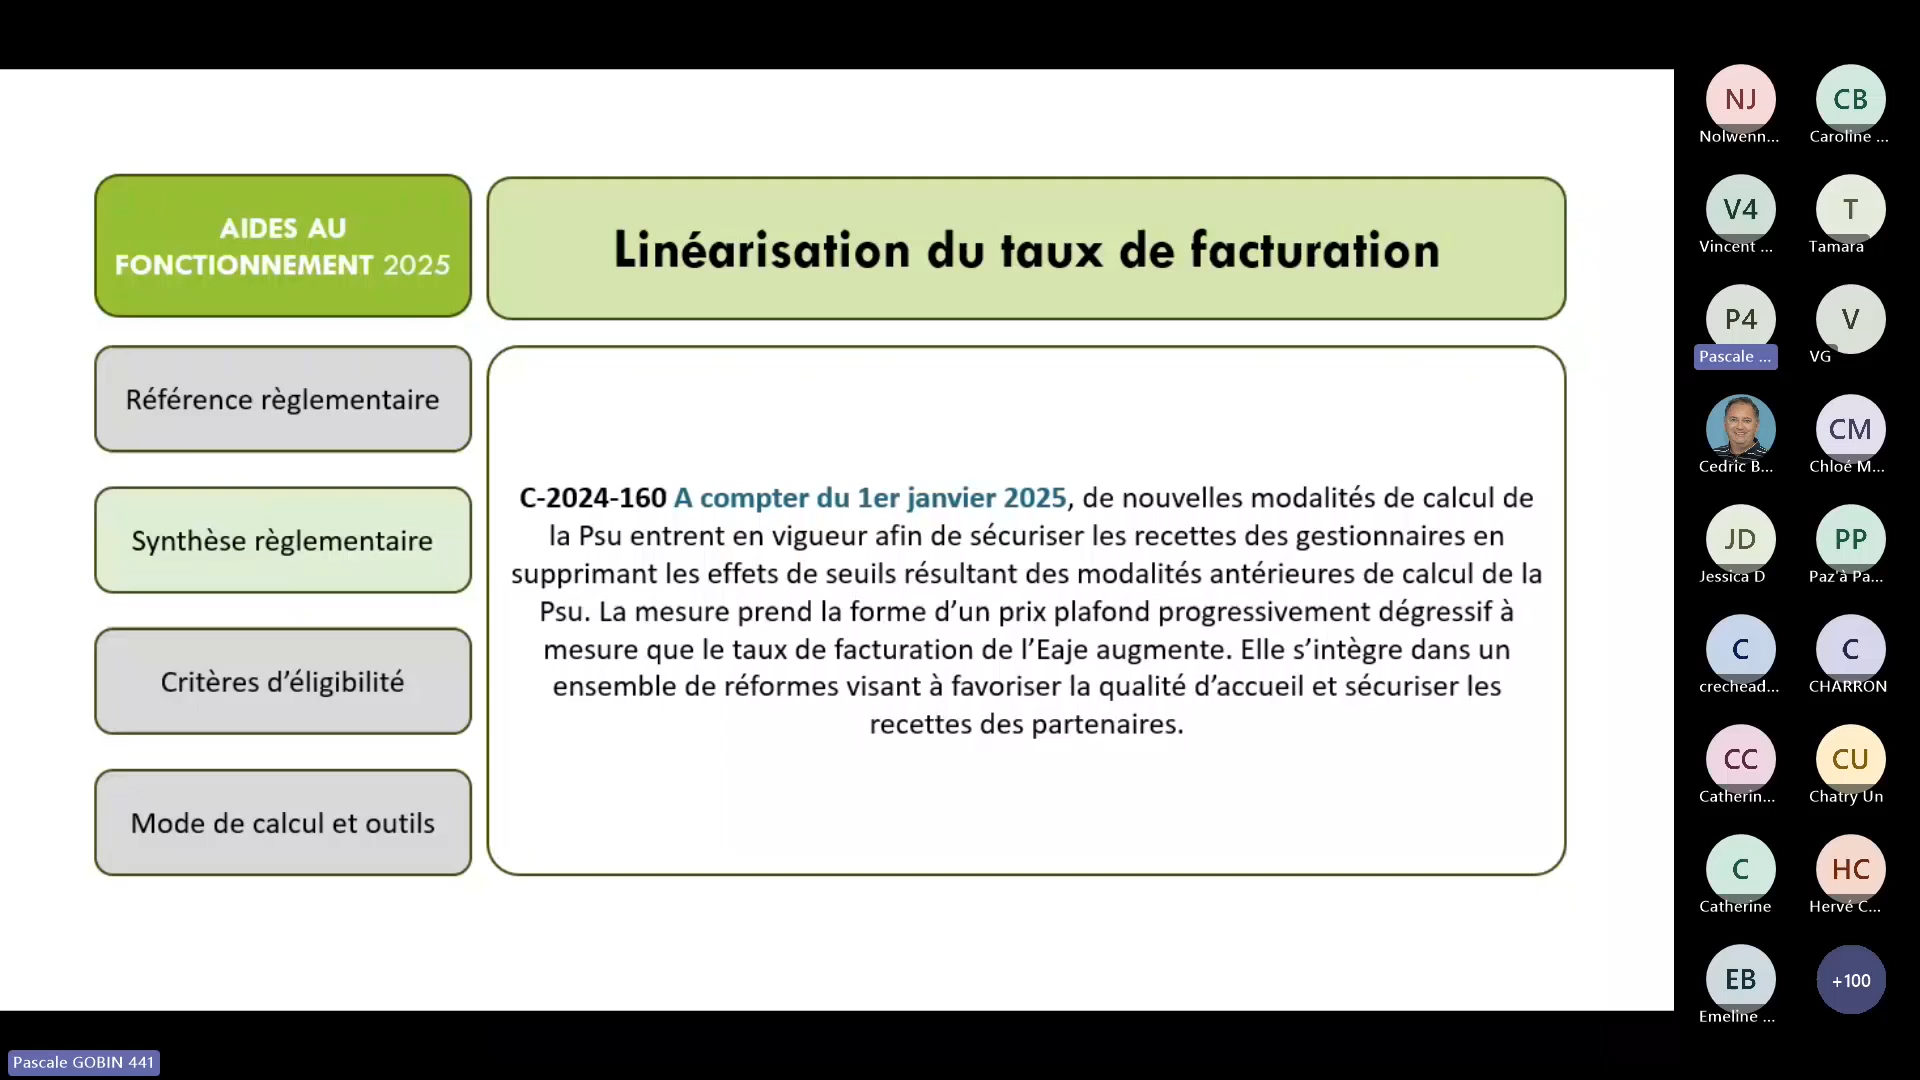 AIDES AU
FONCTIONNEMENT 2025
Linéarisation du taux de facturation
Référence règlementaire
Synthèse règlementaire
Critères d’éligibilité
Mode de calcul et outils
C-2024-160 A compter du 1er janvier 2025, de nouvelles modalités de calcul de
la Psu entrent en vigueur afin de sécuriser les recettes des gestionnaires en
supprimant les effets de seuils résultant des modalités antérieures de calcul de la
Psu. La mesure prend la forme d’un prix plafond progressivement dégressif à
mesure que le taux de facturation de l’Eaje augmente. Elle s’intègre dans un
ensemble de réformes visant à favoriser la qualité d’accueil et sécuriser les
recettes des partenaires.
NJ
Nolwenn...
CB
Caroline ...
V4
Vincent ...
T
Tamara
P4
Pascale ...
V
VG
Cedric B...
CM
Chloé M...
JD
Jessica D
PP
Paz'à Pa...
C
crechead...
C
CHARRON
CC
Catherin...
CU
Chatry Un
C
Catherine
HC
Hervé C...
EB
Emeline ...
+100
Pascale GOBIN 441